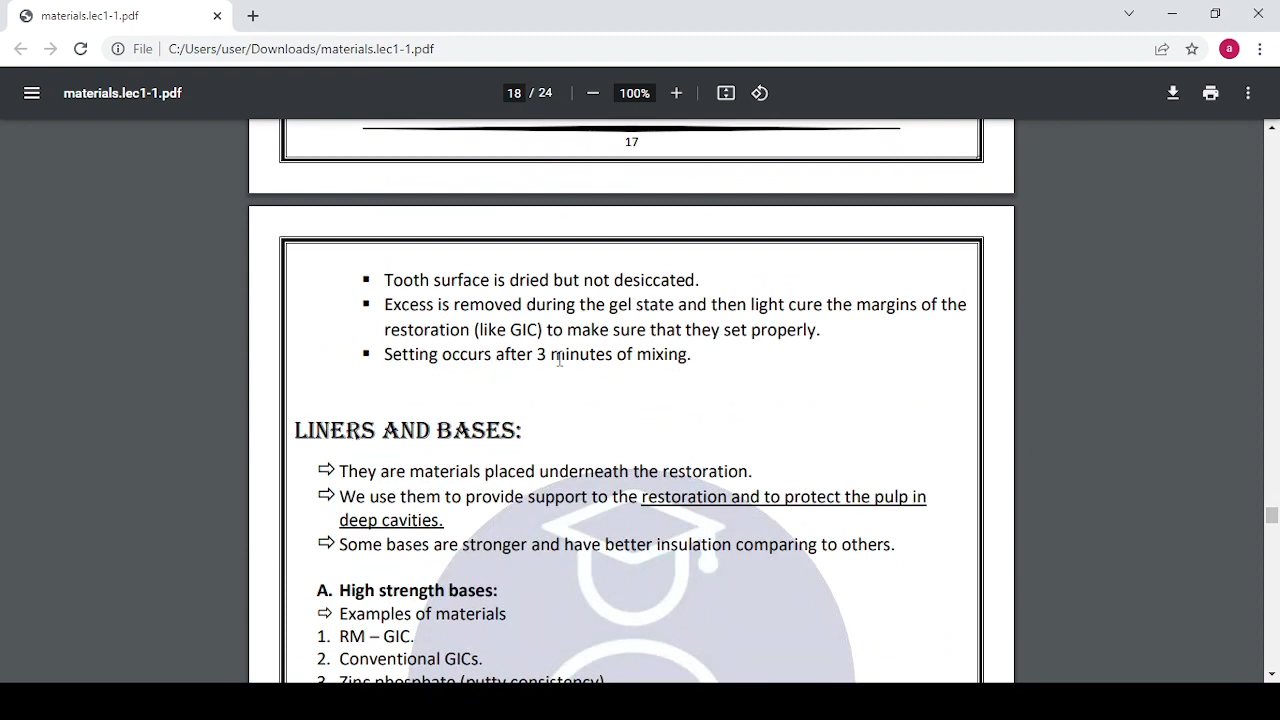 materials.lec1-1.pdf
File C:/Users/user/Downloads/materials.lec1-1.pdf
a
materials.lec1-1.pdf
18 / 24
100%
17
▪ Tooth surface is dried but not desiccated.
▪ Excess is removed during the gel state and then light cure the margins of the
restoration (like GIC) to make sure that they set properly.
▪ Setting occurs after 3 minutes of mixing.
LINERS AND BASES:
⇨ They are materials placed underneath the restoration.
⇨ We use them to provide support to the restoration and to protect the pulp in
deep cavities.
⇨ Some bases are stronger and have better insulation comparing to others.
A. High strength bases:
⇨ Examples of materials
1. RM – GIC.
2. Conventional GICs.
3. Zinc phosphate (putty consistency)